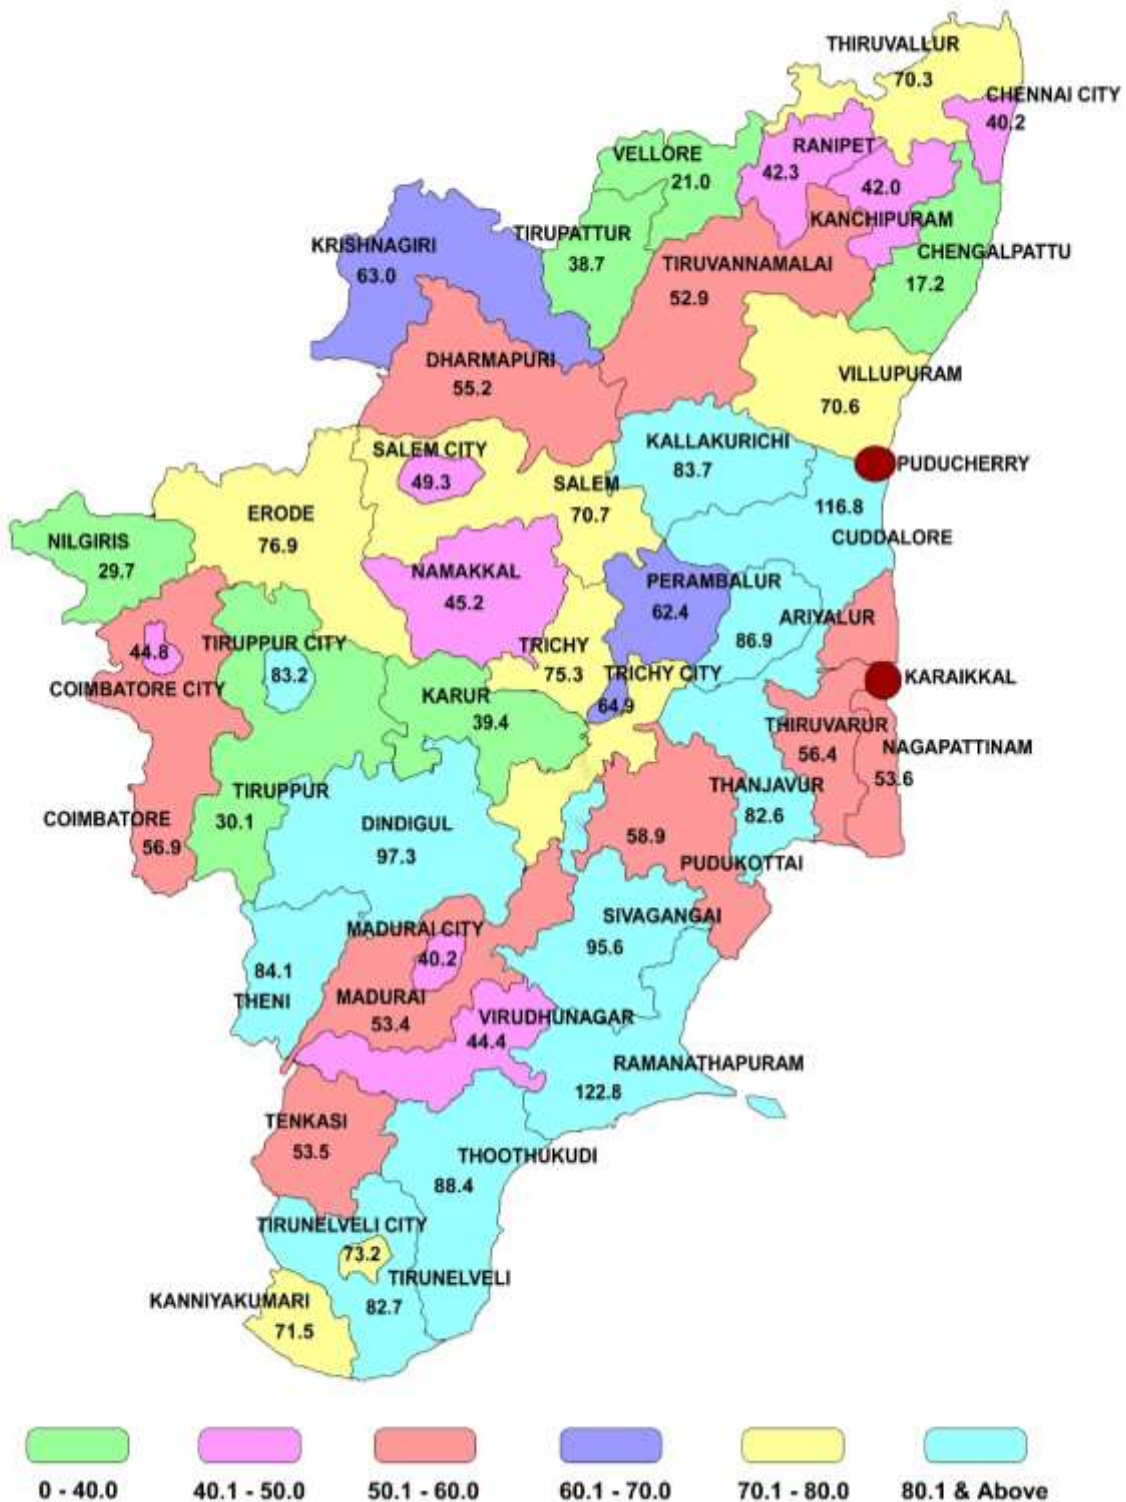 THIRUVALLUR
70.3
CHENNAI CITY
40.2
RANIPET
42.3
VELLORE
21.0
42.0
KANCHIPURAM
TIRUPATTUR
38.7
KRISHNAGIRI
63.0
CHENGALPATTU
17.2
TIRUVANNAMALAI
52.9
DHARMAPURI
55.2
VILLUPURAM
70.6
KALLAKURICHI
83.7
SALEM CITY
49.3
PUDUCHERRY
SALEM
70.7
116.8
CUDDALORE
ERODE
76.9
NILGIRIS
29.7
NAMAKKAL
45.2
PERAMBALUR
62.4
ARIYALUR
86.9
TIRUPPUR CITY
83.2
44.8
COIMBATORE CITY
TRICHY
75.3
TRICHY CITY
64.9
KARAIKKAL
KARUR
39.4
THIRUVARUR
56.4
NAGAPATTINAM
53.6
THANJAVUR
82.6
TIRUPPUR
30.1
COIMBATORE
56.9
DINDIGUL
97.3
58.9
PUDUKOTTAI
SIVAGANGAI
95.6
MADURAI CITY
40.2
84.1
THENI
MADURAI
53.4
VIRUDHUNAGAR
44.4
RAMANATHAPURAM
122.8
TENKASI
53.5
THOOTHUKUDI
88.4
TIRUNELVELI CITY
73.2
TIRUNELVELI
82.7
KANNIYAKUMARI
71.5
0 - 40.0
40.1 - 50.0
50.1 - 60.0
60.1 - 70.0
70.1 - 80.0
80.1 & Above